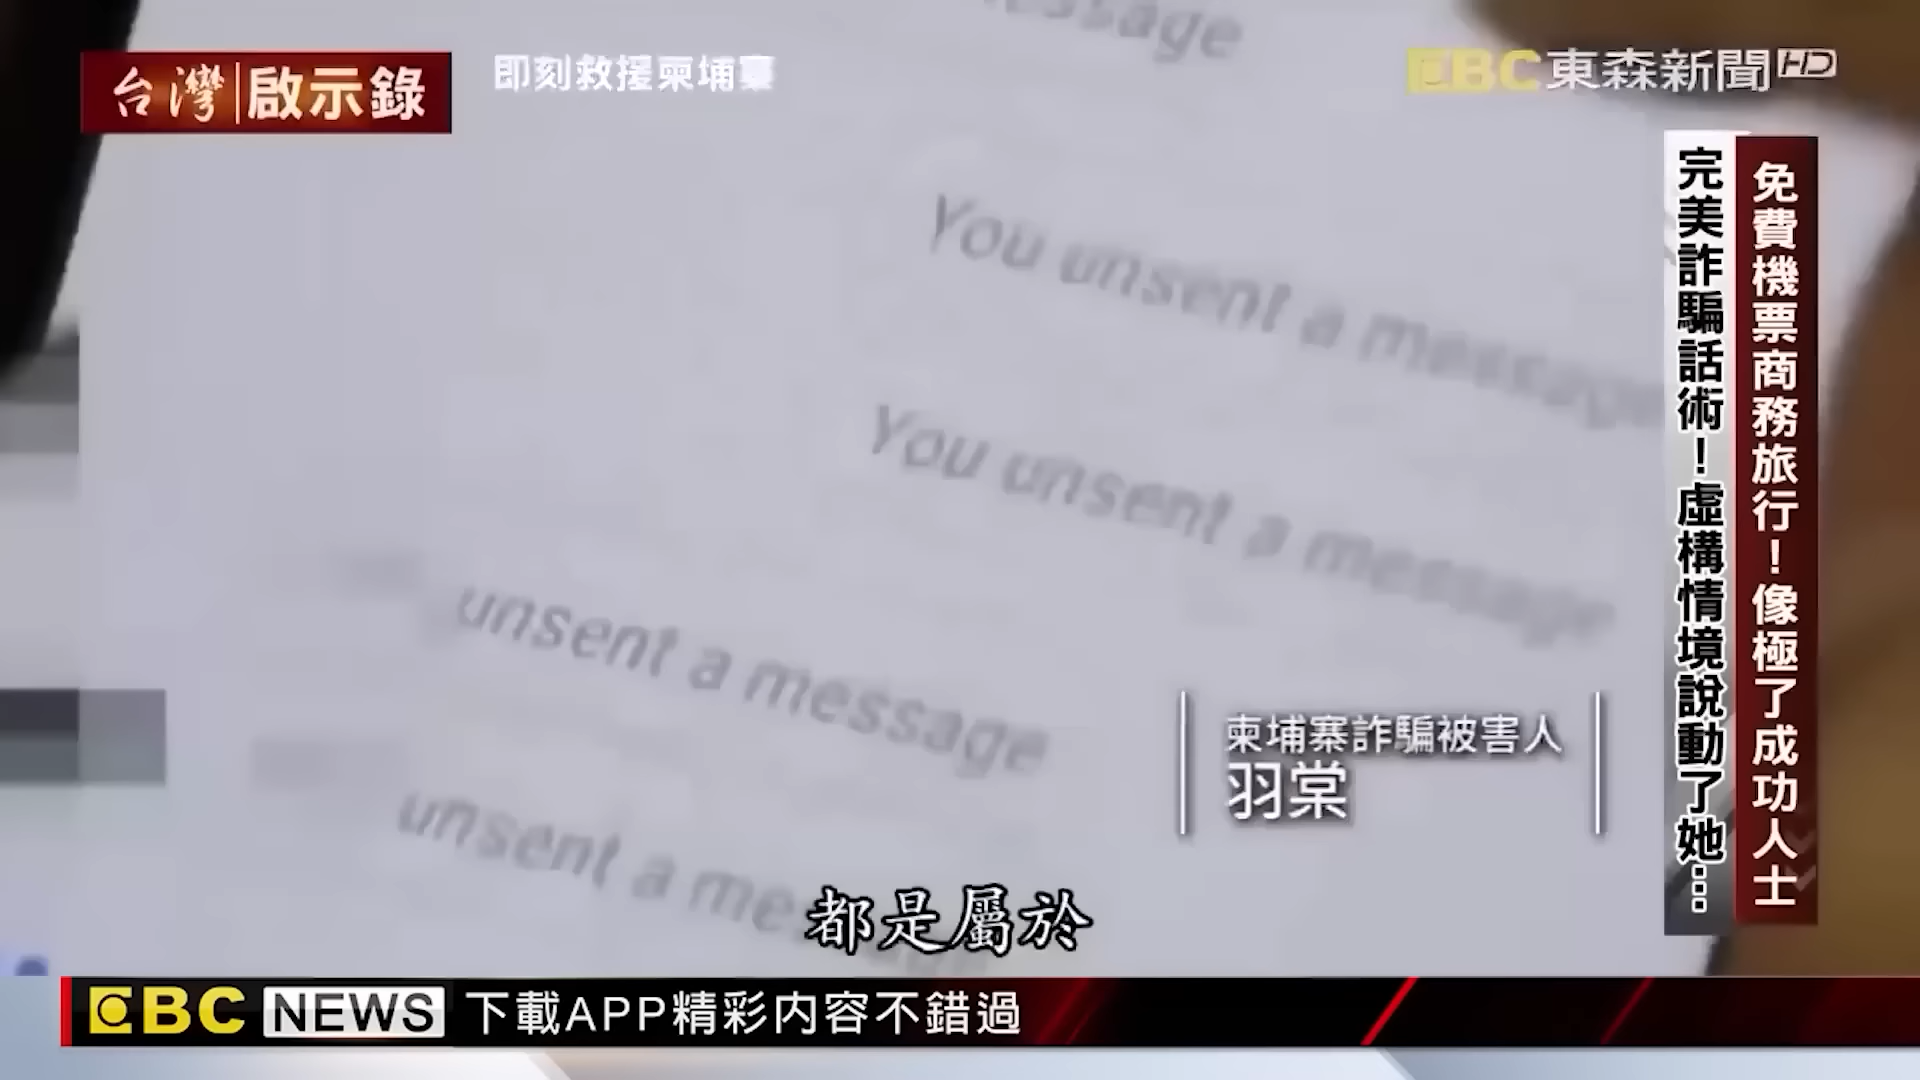 台灣|啟示錄
即刻救援柬埔寨
EBC東森新聞HD
免費機票商務旅行！像極了成功人士
完美詐騙話術！虛構情境說動了她…
message
You unsent a message
You unsent a message
unsent a message
unsent a me
柬埔寨詐騙被害人
羽棠
都是屬於
EBC NEWS 下載APP精彩內容不錯過